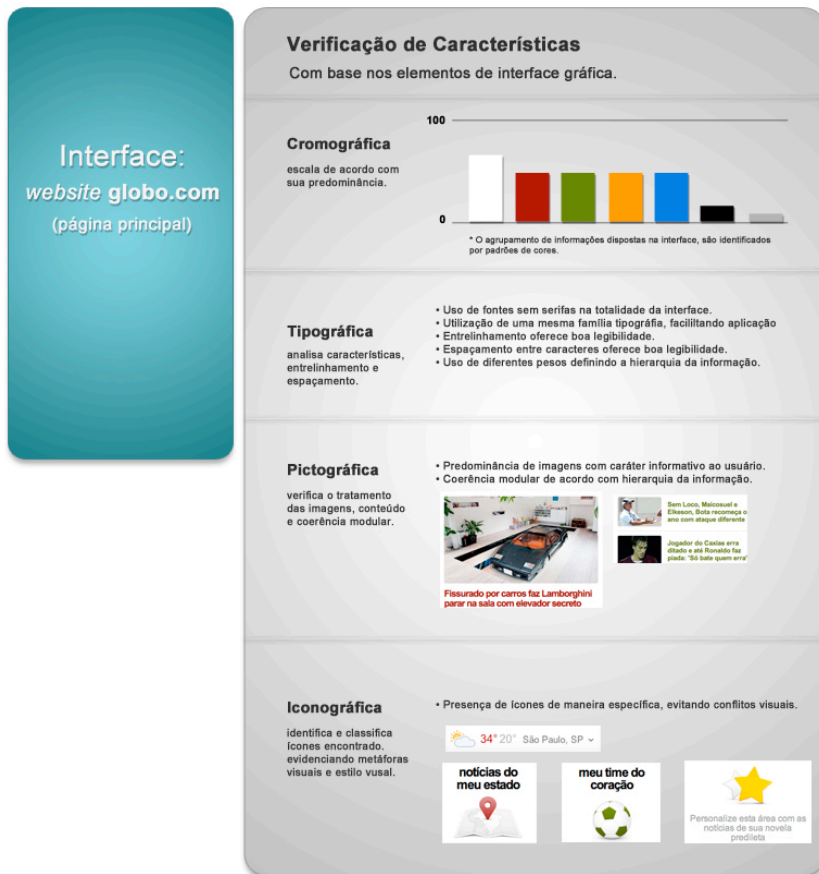 Interface:
website globo.com
(página principal)
Verificação de Características
Com base nos elementos de interface gráfica.
Cromográfica
escala de acordo com
sua predominância.
100
0
* O agrupamento de informações dispostas na interface, são identificados
por padrões de cores.
Tipográfica
analisa características,
entrelinhamento e
espaçamento.
• Uso de fontes sem serifas na totalidade da interface.
• Utilização de uma mesma família tipográfia, facililtando aplicação
• Entrelinhamento oferece boa legibilidade.
• Espaçamento entre caracteres oferece boa legibilidade.
• Uso de diferentes pesos definindo a hierarquia da informação.
Pictográfica
verifica o tratamento
das imagens, conteúdo
e coerência modular.
• Predominância de imagens com caráter informativo ao usuário.
• Coerência modular de acordo com hierarquia da informação.
Fissurado por carros faz Lamborghini
parar na sala com elevador secreto
Sem Loco, Maicosuel e
Elkeson, Bota recomeça o
ano com ataque diferente
Jogador do Caxias erra
ditado e até Ronaldo faz
piada: 'Só bate quem erra'
Iconográfica
identifica e classifica
ícones encontrado.
evidenciando metáforas
visuais e estilo vusal.
• Presença de ícones de maneira específica, evitando conflitos visuais.
34° 20° São Paulo, SP
notícias do
meu estado
meu time do
coração
Personalize esta área com as
notícias de sua novela
predileta